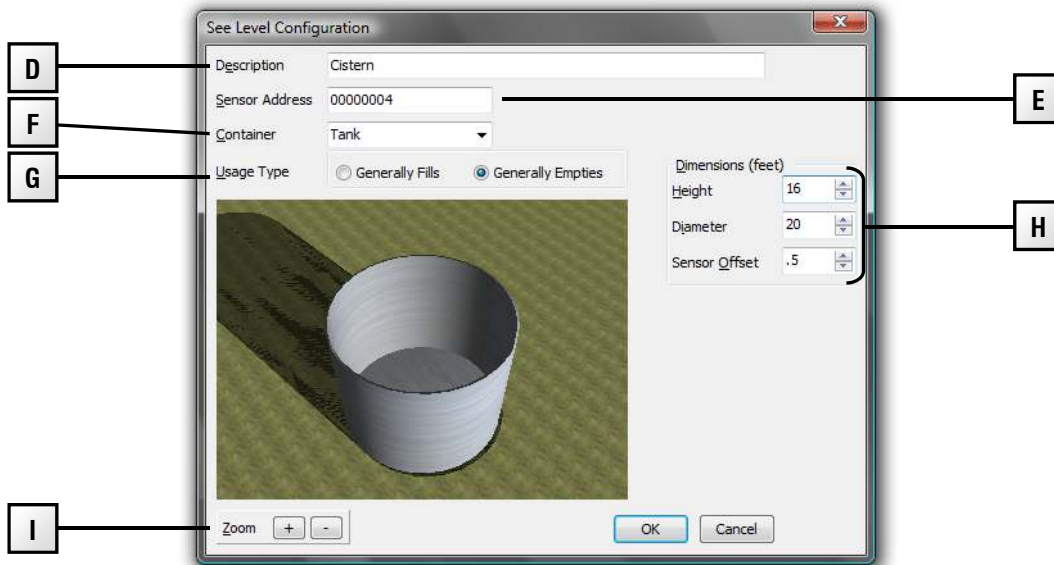 See Level Configuration
X
D
Description Cistern
Sensor Address 00000004
E
F
Container Tank
G
Usage Type Generally Fills Generally Empties
Dimensions (feet)
Height 16
Diameter 20
Sensor Offset .5
H
I
Zoom + -
OK Cancel